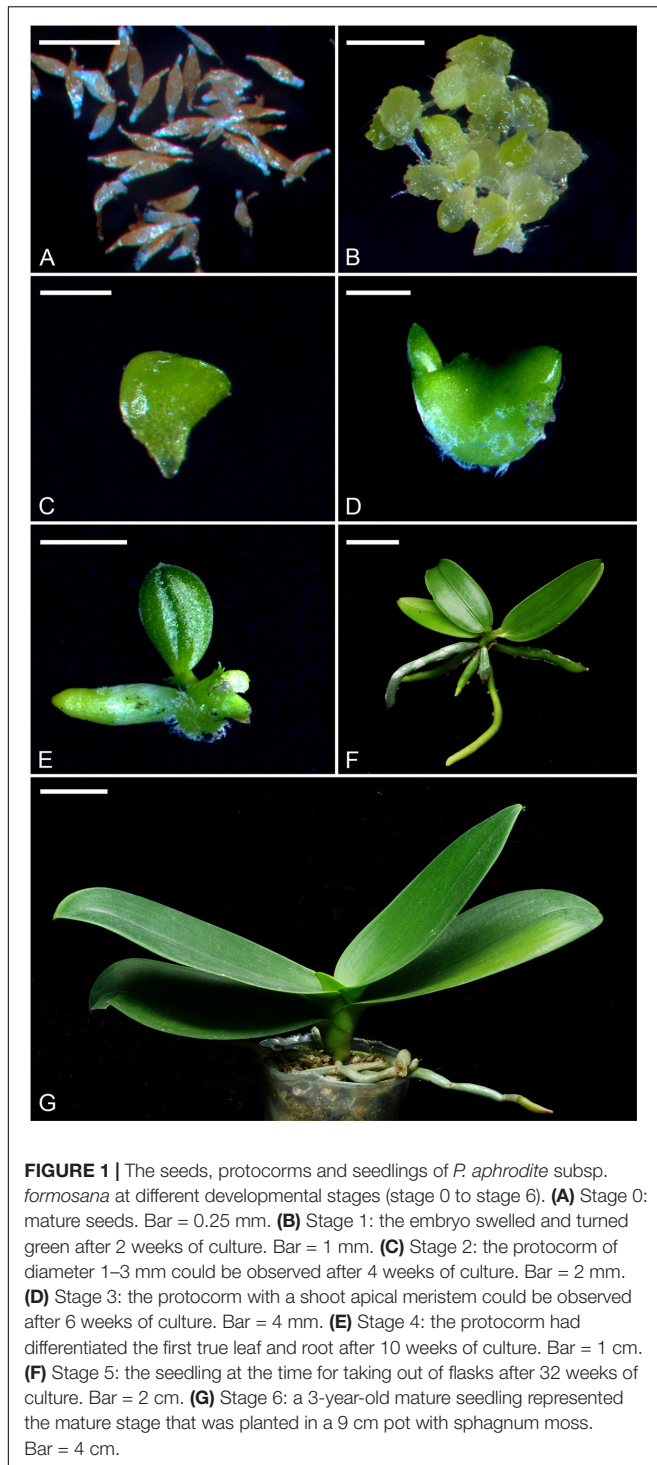 A
B
C
D
E
F
G
FIGURE 1 | The seeds, protocorms and seedlings of P. aphrodite subsp.
formosana at different developmental stages (stage 0 to stage 6). (A) Stage 0:
mature seeds. Bar = 0.25 mm. (B) Stage 1: the embryo swelled and turned
green after 2 weeks of culture. Bar = 1 mm. (C) Stage 2: the protocorm of
diameter 1–3 mm could be observed after 4 weeks of culture. Bar = 2 mm.
(D) Stage 3: the protocorm with a shoot apical meristem could be observed
after 6 weeks of culture. Bar = 4 mm. (E) Stage 4: the protocorm had
differentiated the first true leaf and root after 10 weeks of culture. Bar = 1 cm.
(F) Stage 5: the seedling at the time for taking out of flasks after 32 weeks of
culture. Bar = 2 cm. (G) Stage 6: a 3-year-old mature seedling represented
the mature stage that was planted in a 9 cm pot with sphagnum moss.
Bar = 4 cm.